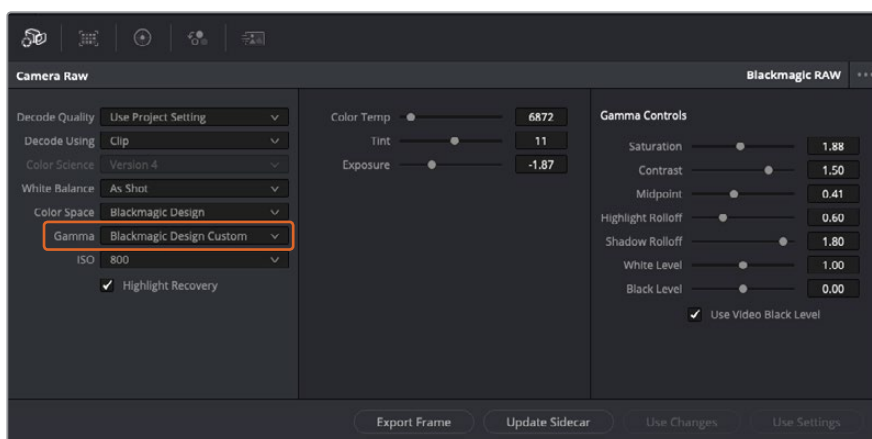 Camera Raw
Blackmagic RAW
Decode Quality Use Project Setting
Decode Using Clip
Color Science Version 4
White Balance As Shot
Color Space Blackmagic Design
Gamma Blackmagic Design Custom
ISO 800
Highlight Recovery
Color Temp 6872
Tint 11
Exposure -1.87
Gamma Controls
Saturation 1.88
Contrast 1.50
Midpoint 0.41
Highlight Rolloff 0.60
Shadow Rolloff 1.80
White Level 1.00
Black Level 0.00
Use Video Black Level
Export Frame
Update Sidecar
Use Changes
Use Settings